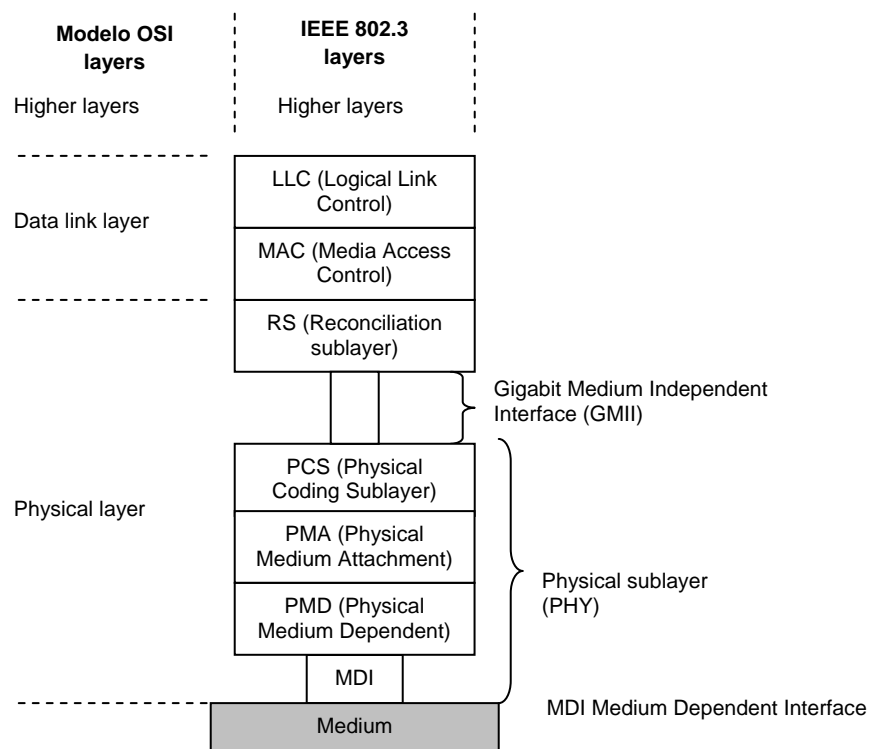 Modelo OSI
layers
IEEE 802.3
layers
Higher layers
Higher layers
Data link layer
LLC (Logical Link
Control)
MAC (Media Access
Control)
RS (Reconciliation
sublayer)
Gigabit Medium Independent
Interface (GMII)
Physical layer
PCS (Physical
Coding Sublayer)
PMA (Physical
Medium Attachment)
PMD (Physical
Medium Dependent)
Physical sublayer
(PHY)
MDI
MDI Medium Dependent Interface
Medium